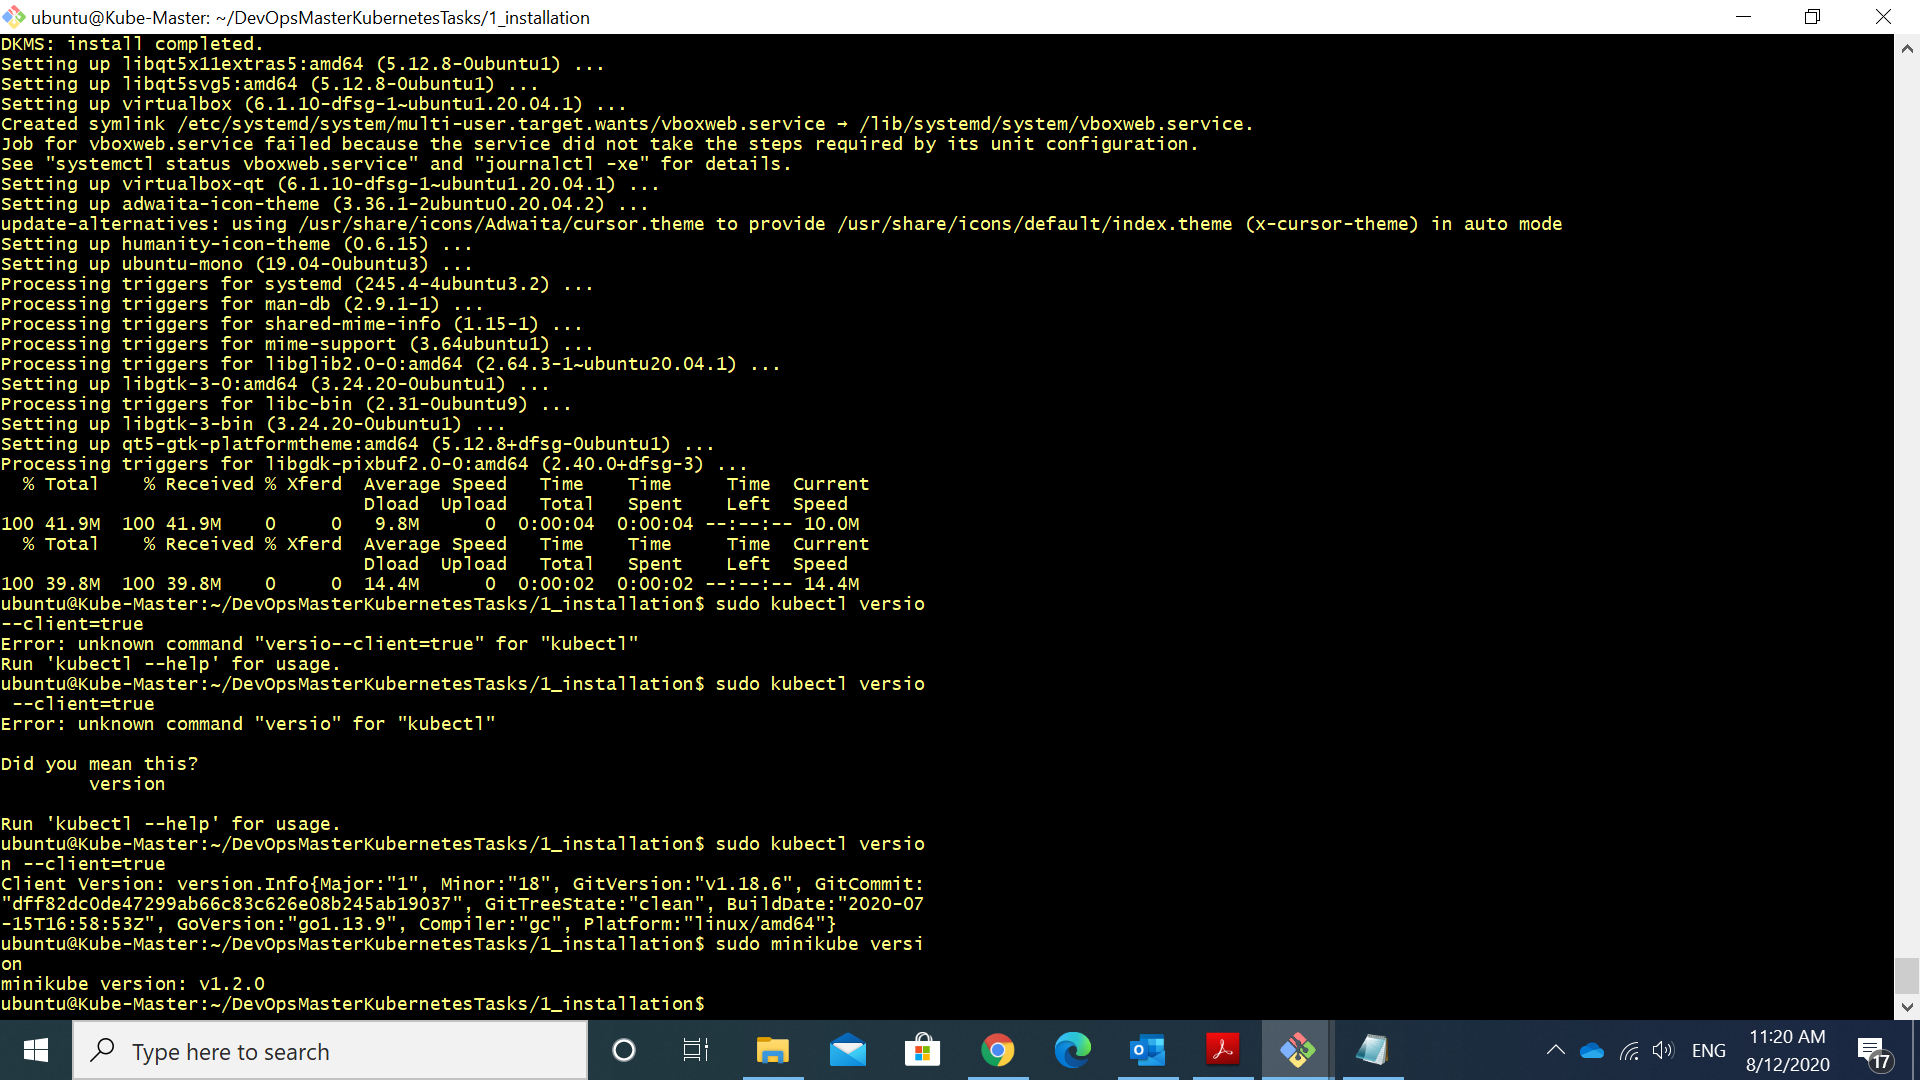 ubuntu@Kube-Master: ~/DevOpsMasterKubernetesTasks/1_installation
DKMS: install completed.
Setting up libqt5x11extras5:amd64 (5.12.8-0ubuntu1) ...
Setting up libqt5svg5:amd64 (5.12.8-0ubuntu1) ...
Setting up virtualbox (6.1.10-dfsg-1~ubuntu1.20.04.1) ...
Created symlink /etc/systemd/system/multi-user.target.wants/vboxweb.service → /lib/systemd/system/vboxweb.service.
Job for vboxweb.service failed because the service did not take the steps required by its unit configuration.
See "systemctl status vboxweb.service" and "journalctl -xe" for details.
Setting up virtualbox-qt (6.1.10-dfsg-1~ubuntu1.20.04.1) ...
Setting up adwaita-icon-theme (3.36.1-2ubuntu0.20.04.2) ...
update-alternatives: using /usr/share/icons/Adwaita/cursor.theme to provide /usr/share/icons/default/index.theme (x-cursor-theme) in auto mode
Setting up humanity-icon-theme (0.6.15) ...
Setting up ubuntu-mono (19.04-0ubuntu3) ...
Processing triggers for systemd (245.4-4ubuntu3.2) ...
Processing triggers for man-db (2.9.1-1) ...
Processing triggers for shared-mime-info (1.15-1) ...
Processing triggers for mime-support (3.64ubuntu1) ...
Processing triggers for libglib2.0-0:amd64 (2.64.3-1~ubuntu20.04.1) ...
Setting up libgtk-3-0:amd64 (3.24.20-0ubuntu1) ...
Processing triggers for libc-bin (2.31-0ubuntu9) ...
Setting up libgtk-3-bin (3.24.20-0ubuntu1) ...
Setting up qt5-gtk-platformtheme:amd64 (5.12.8+dfsg-0ubuntu1) ...
Processing triggers for libgdk-pixbuf2.0-0:amd64 (2.40.0+dfsg-3) ...
  % Total    % Received % Xferd  Average Speed   Time    Time     Time  Current
                                 Dload  Upload   Total   Spent    Left  Speed
100 41.9M  100 41.9M    0     0   9.8M      0  0:00:04  0:00:04 --:--:-- 10.0M
  % Total    % Received % Xferd  Average Speed   Time    Time     Time  Current
                                 Dload  Upload   Total   Spent    Left  Speed
100 39.8M  100 39.8M    0     0  14.4M      0  0:00:02  0:00:02 --:--:-- 14.4M
ubuntu@Kube-Master:~/DevOpsMasterKubernetesTasks/1_installation$ sudo kubectl versio
--client=true
Error: unknown command "versio--client=true" for "kubectl"
Run 'kubectl --help' for usage.
ubuntu@Kube-Master:~/DevOpsMasterKubernetesTasks/1_installation$ sudo kubectl versio
 --client=true
Error: unknown command "versio" for "kubectl"
Did you mean this?
        version
Run 'kubectl --help' for usage.
ubuntu@Kube-Master:~/DevOpsMasterKubernetesTasks/1_installation$ sudo kubectl versio
n --client=true
Client Version: version.Info{Major:"1", Minor:"18", GitVersion:"v1.18.6", GitCommit:
"dff82dc0de47299ab66c83c626e08b245ab19037", GitTreeState:"clean", BuildDate:"2020-07
-15T16:58:53Z", GoVersion:"go1.13.9", Compiler:"gc", Platform:"linux/amd64"}
ubuntu@Kube-Master:~/DevOpsMasterKubernetesTasks/1_installation$ sudo minikube versi
on
minikube version: v1.2.0
ubuntu@Kube-Master:~/DevOpsMasterKubernetesTasks/1_installation$
Type here to search
ENG
11:20 AM
8/12/2020
17